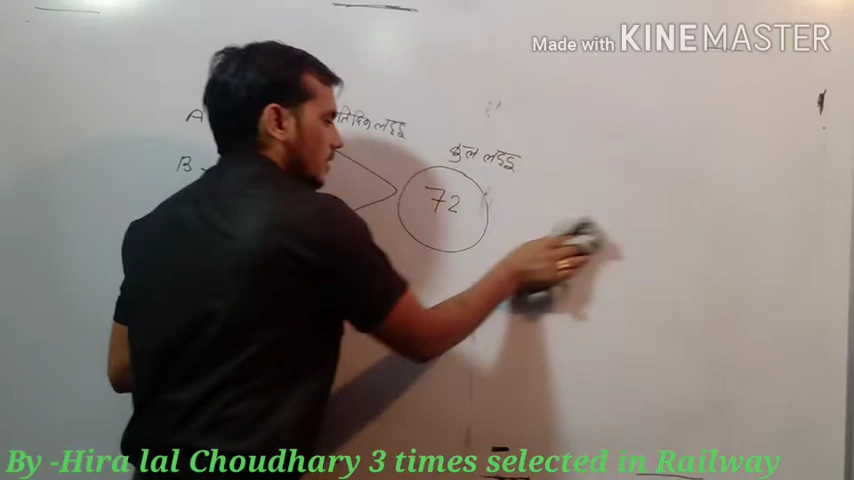 Made with KINEMASTER
A
B
कुल लड्डू
72
By -Hira lal Choudhary 3 times selected in Railway